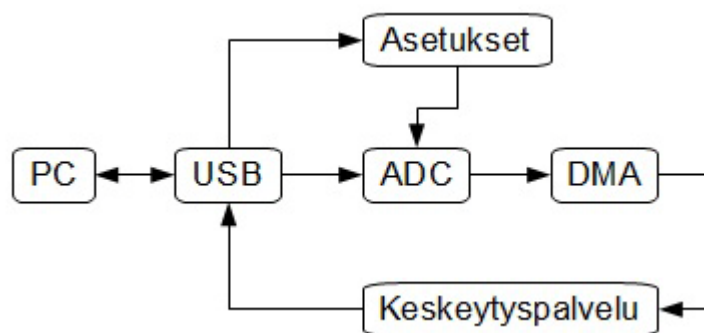 Asetukset
PC
USB
ADC
DMA
Keskeytyspalvelu